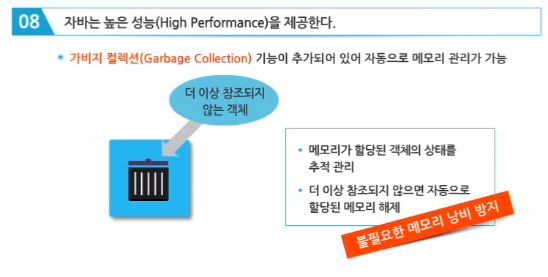 08 자바는 높은 성능(High Performance)을 제공한다.
가비지 컬렉션(Garbage Collection) 기능이 추가되어 있어 자동으로 메모리 관리가 가능
더 이상 참조되지
않는 객체
• 메모리가 할당된 객체의 상태를
추적 관리
• 더 이상 참조되지 않으면 자동으로
할당된 메모리 해제
불필요한 메모리 낭비 방지